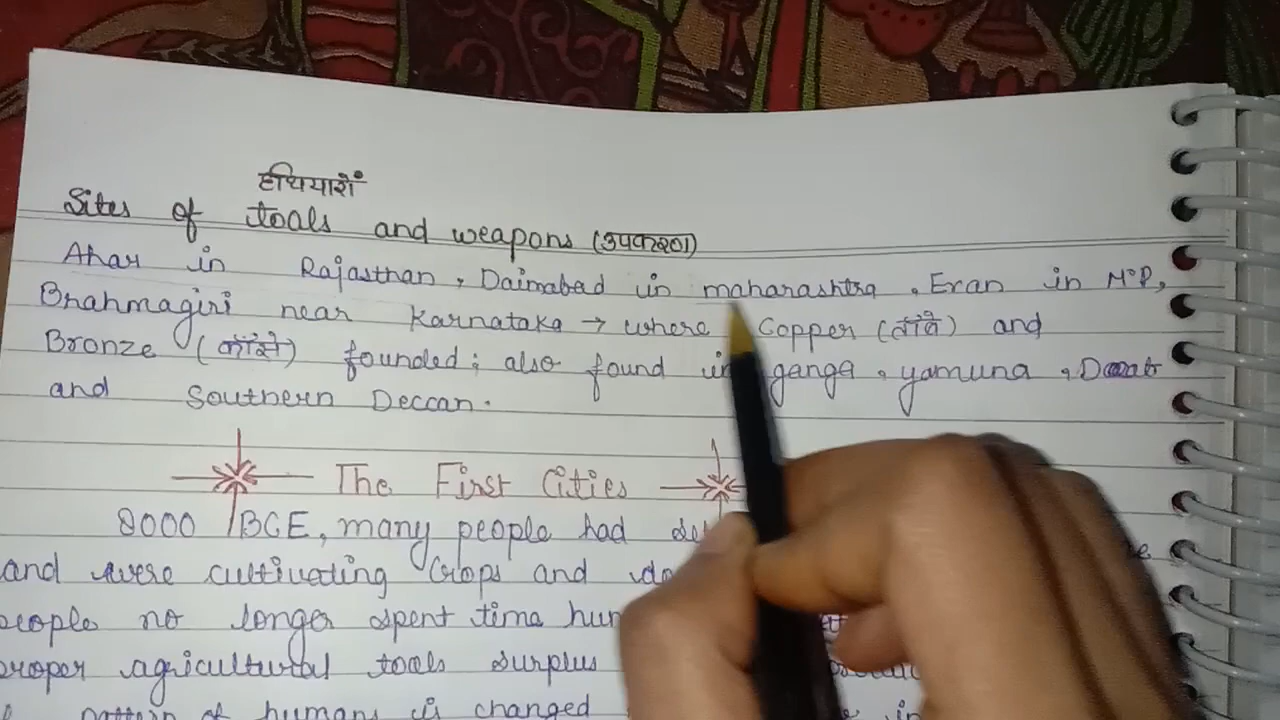 हथियारों
Sites of toals and weapons (उपकरण)
Ahar in Rajasthan, Daimabad in maharashtra, Eran in M.P,
Brahmagiri near Karnataka → where Copper (तांबे) and
Bronze (कांसे) founded; also found in ganga, yamuna, Doab
and Southern Deccan.
The First Cities
8000 BCE, many people had
and were cultivating Crops and
people no longer spent time
proper agricultural tools surplus
pattern of humans is changed